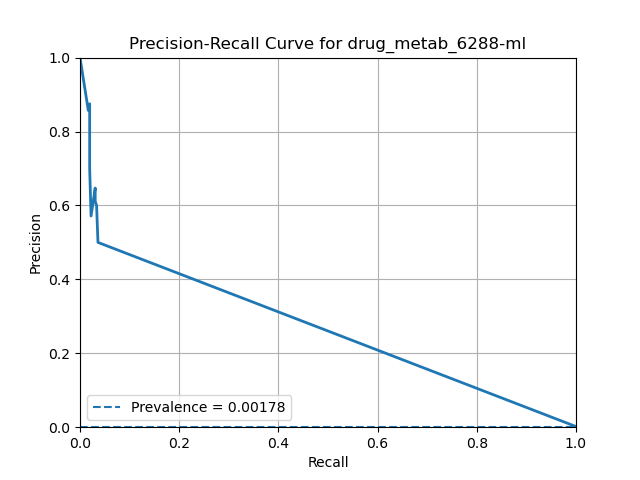 Precision-Recall Curve for drug_metab_6288-ml
1.0
0.8
0.6
0.4
0.2
0.0
Precision
Prevalence = 0.00178
0.0 0.2 0.4 0.6 0.8 1.0
Recall